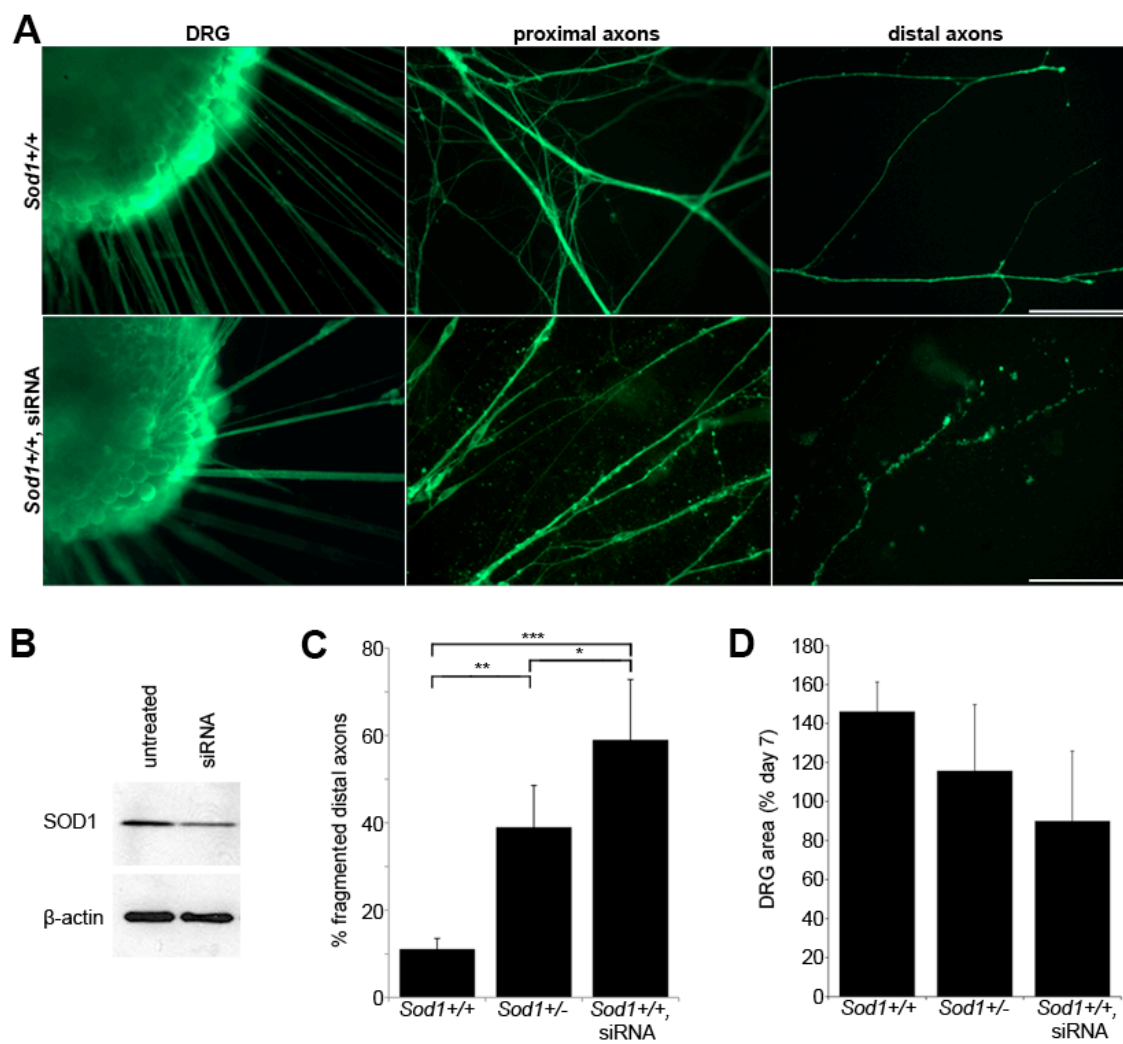 A
DRG
proximal axons
distal axons
Sod1+/+
Sod1+/+, siRNA
B
untreated
siRNA
SOD1
β-actin
C
% fragmented distal axons
80
60
40
20
0
***
**
*
Sod1+/+
Sod1+/-
Sod1+/+,
siRNA
D
DRG area (% day 7)
180
160
140
120
100
80
60
40
20
0
Sod1+/+
Sod1+/-
Sod1+/+,
siRNA